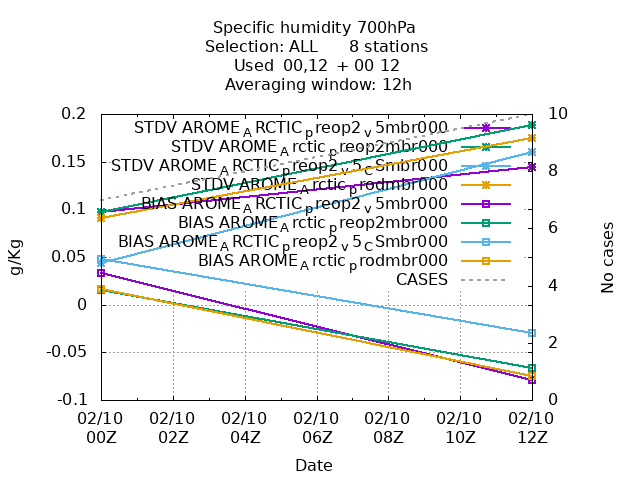 Specific humidity 700hPa
Selection: ALL 8 stations
Used 00,12 + 00 12
Averaging window: 12h
0.2
0.15
0.1
0.05
0
-0.05
-0.1
g/Kg
STDV AROME_ARCTIC_preop2_v5mbr000
STDV AROME_Arctic_preop2mbr000
STDV AROME_ARCTIC_preop2_v5_CSmbr000
STDV AROME_Arctic_prodmbr000
BIAS AROME_ARCTIC_preop2_v5mbr000
BIAS AROME_Arctic_preop2mbr000
BIAS AROME_ARCTIC_preop2_v5_CSmbr000
BIAS AROME_Arctic_prodmbr000
CASES
10
8
6
4
2
0
No cases
02/10 02/10 02/10 02/10 02/10 02/10 02/10
00Z 02Z 04Z 06Z 08Z 10Z 12Z
Date